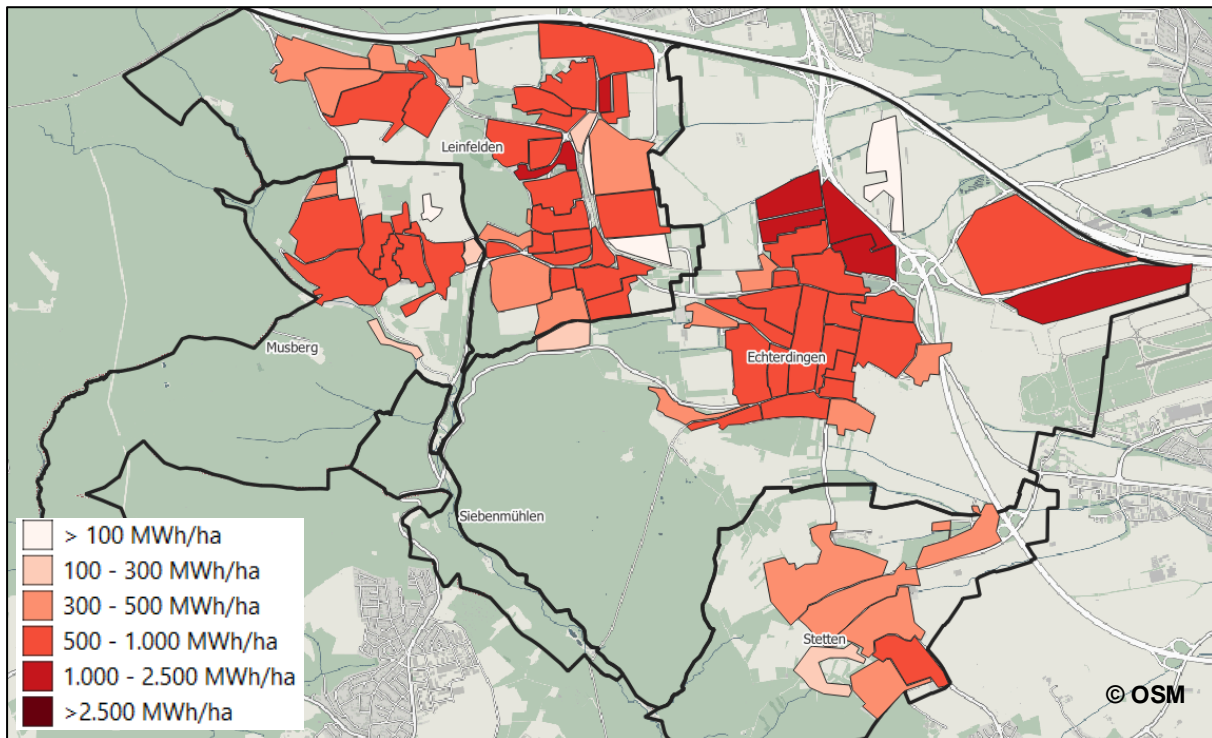 Leinfelden
Musberg
Echterdingen
Siebenmühlen
Stetten
> 100 MWh/ha
100 - 300 MWh/ha
300 - 500 MWh/ha
500 - 1.000 MWh/ha
1.000 - 2.500 MWh/ha
>2.500 MWh/ha
© OSM